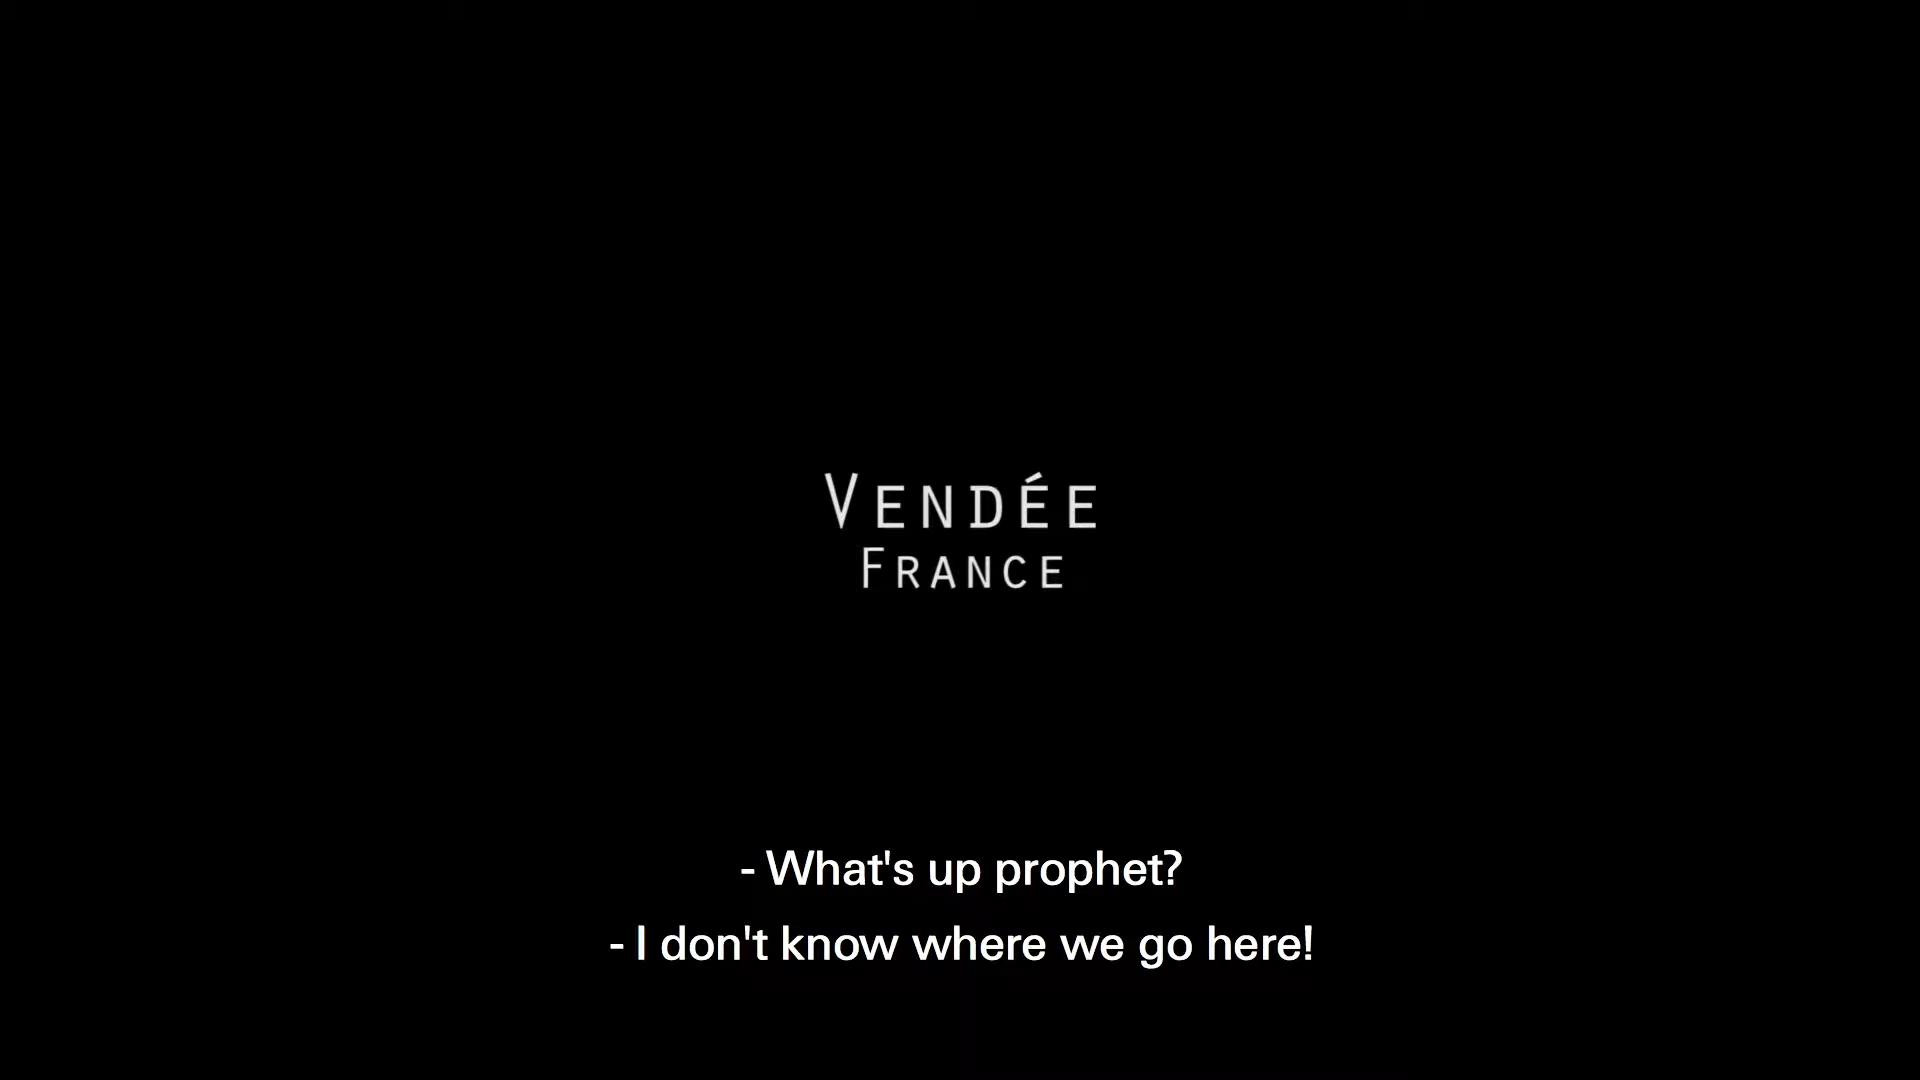 VENDÉE
FRANCE
- What's up prophet?
- I don't know where we go here!